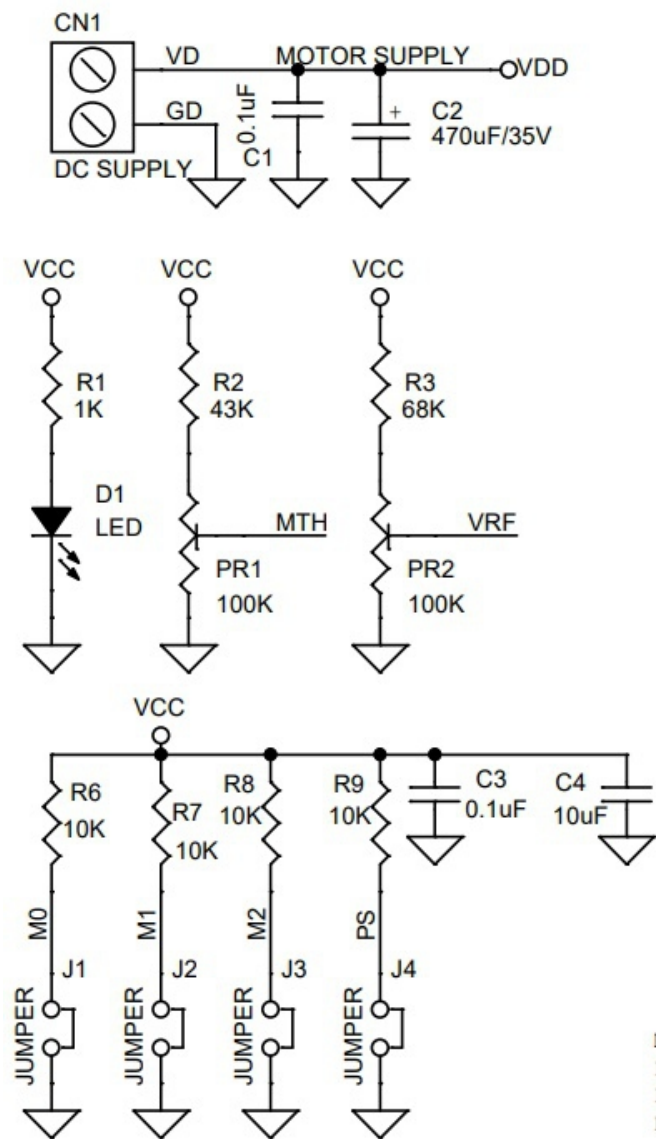 CN1
VD MOTOR SUPPLY VDD
0.1uF
GD
C1
+
C2
470uF/35V
DC SUPPLY
VCC VCC VCC
R1
1K
R2
43K
R3
68K
D1
LED
MTH
PR1
100K
VRF
PR2
100K
VCC
R6
10K
R7
10K
R8
10K
R9
10K
C3
0.1uF
C4
10uF
M0 M1 M2 PS
J1 J2 J3 J4
JUMPER JUMPER JUMPER JUMPER